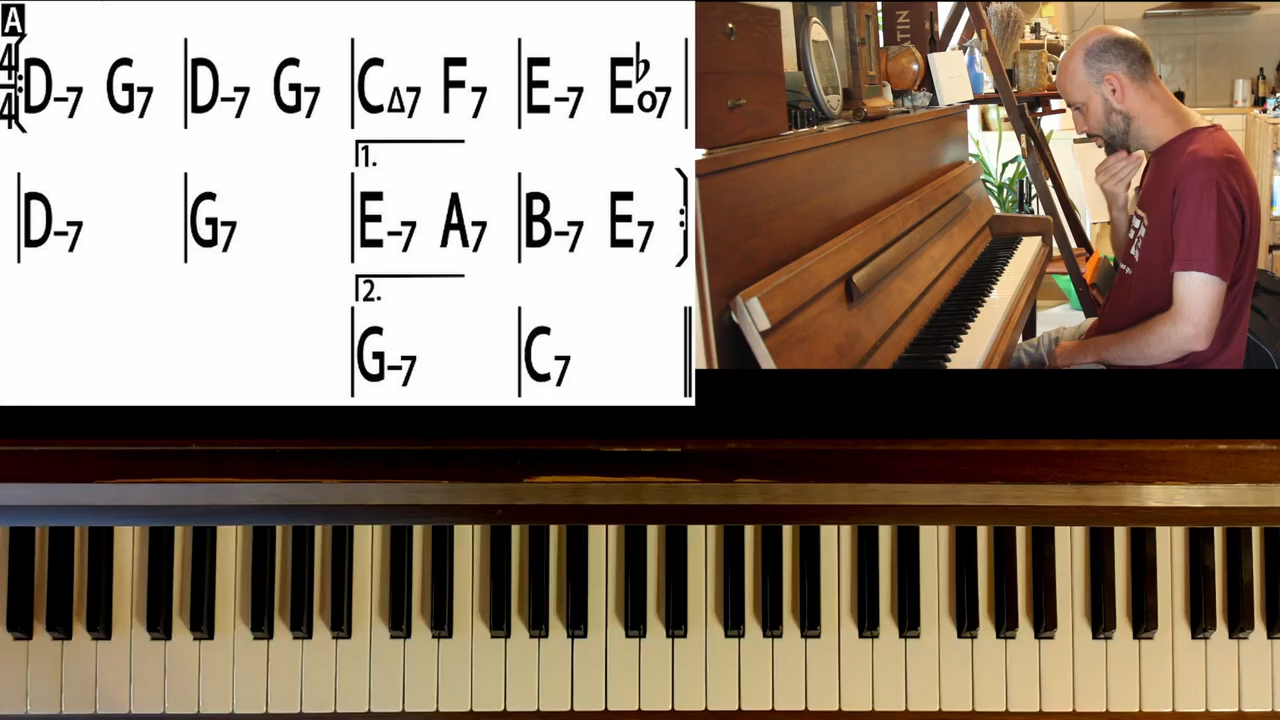 A
4/4 D-7 G7 D-7 G7 CΔ7 F7 E-7 E♭o7
1.
D-7 G7 E-7 A7 B-7 E7
2.
G-7 C7
TIN